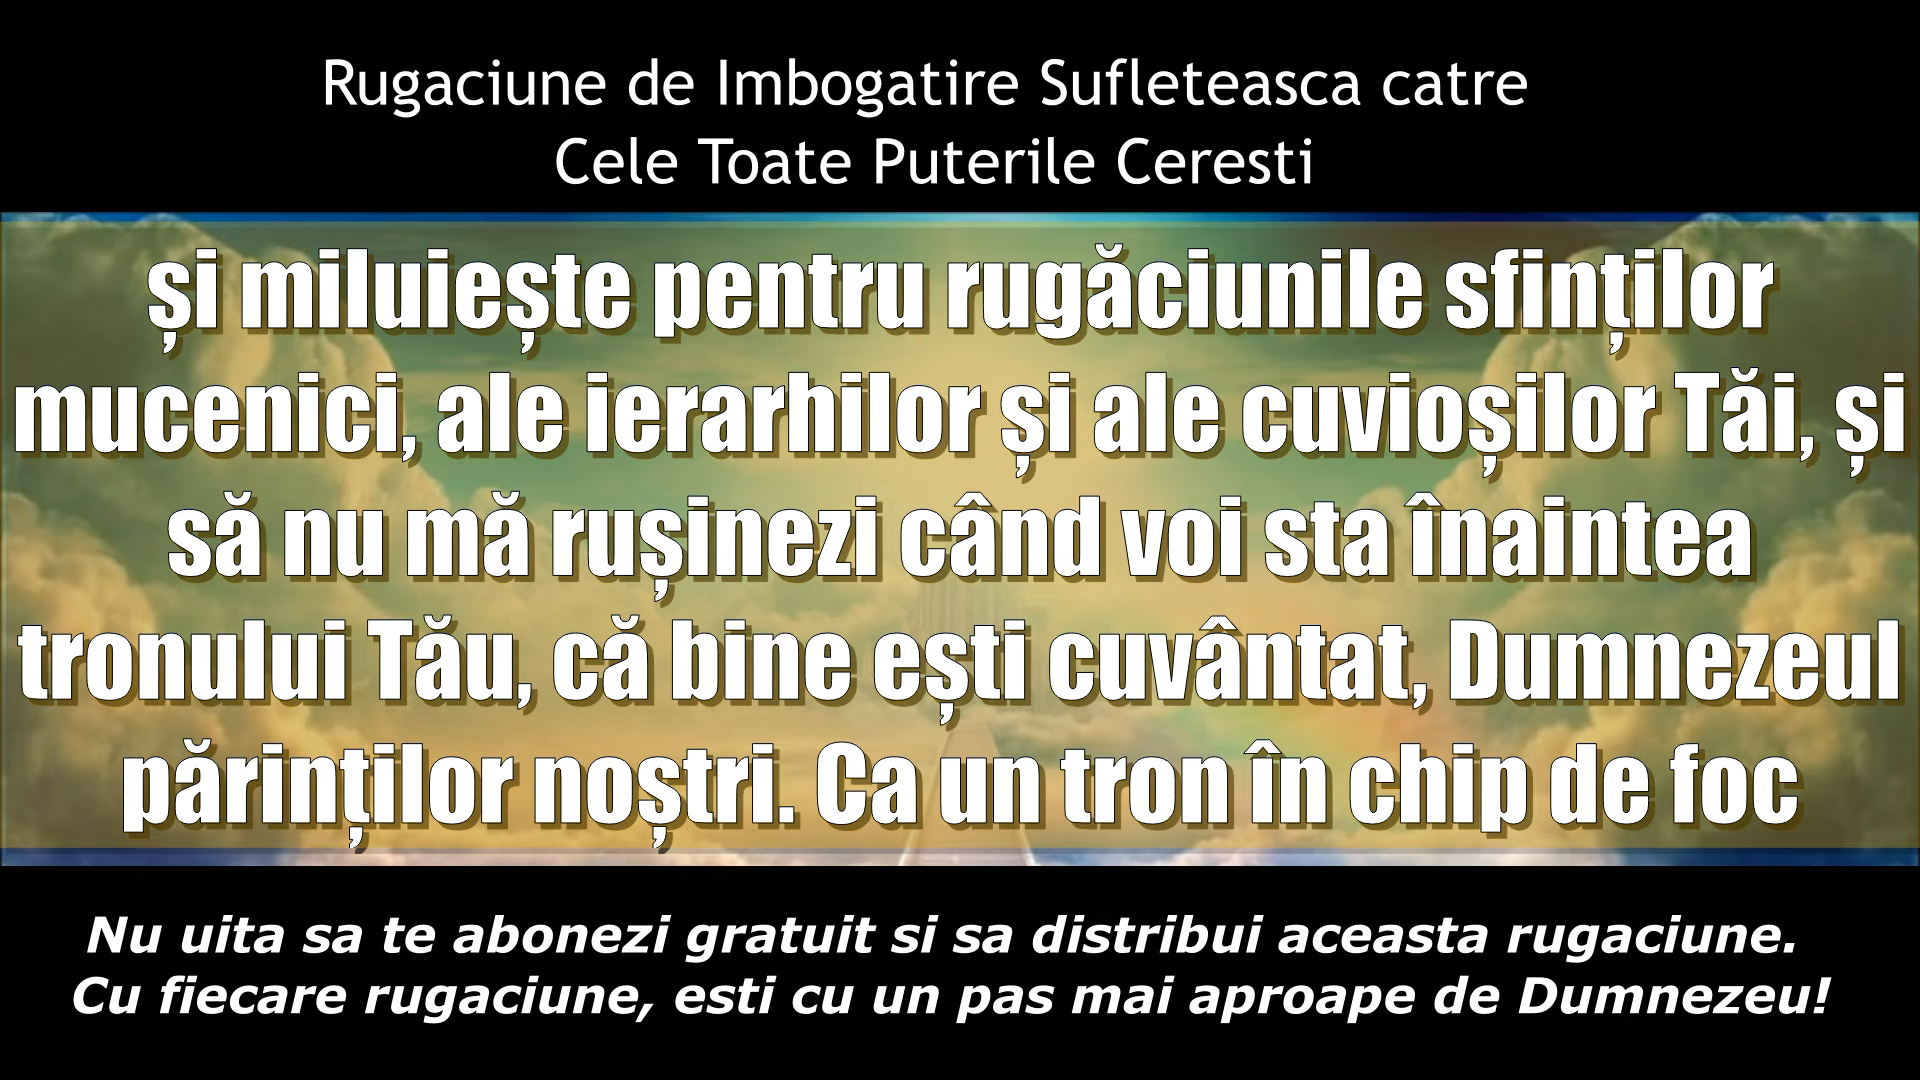 Rugaciune de Imbogatire Sufleteasca catre
Cele Toate Puterile Ceresti
și miluiește pentru rugăciunile sfinților
mucenici, ale ierarhilor și ale cuvioșilor Tăi, și
să nu mă rușinezi când voi sta înaintea
tronului Tău, că bine ești cuvântat, Dumnezeul
părinților noștri. Ca un tron în chip de foc
Nu uita sa te abonezi gratuit si sa distribui aceasta rugaciune.
Cu fiecare rugaciune, esti cu un pas mai aproape de Dumnezeu!